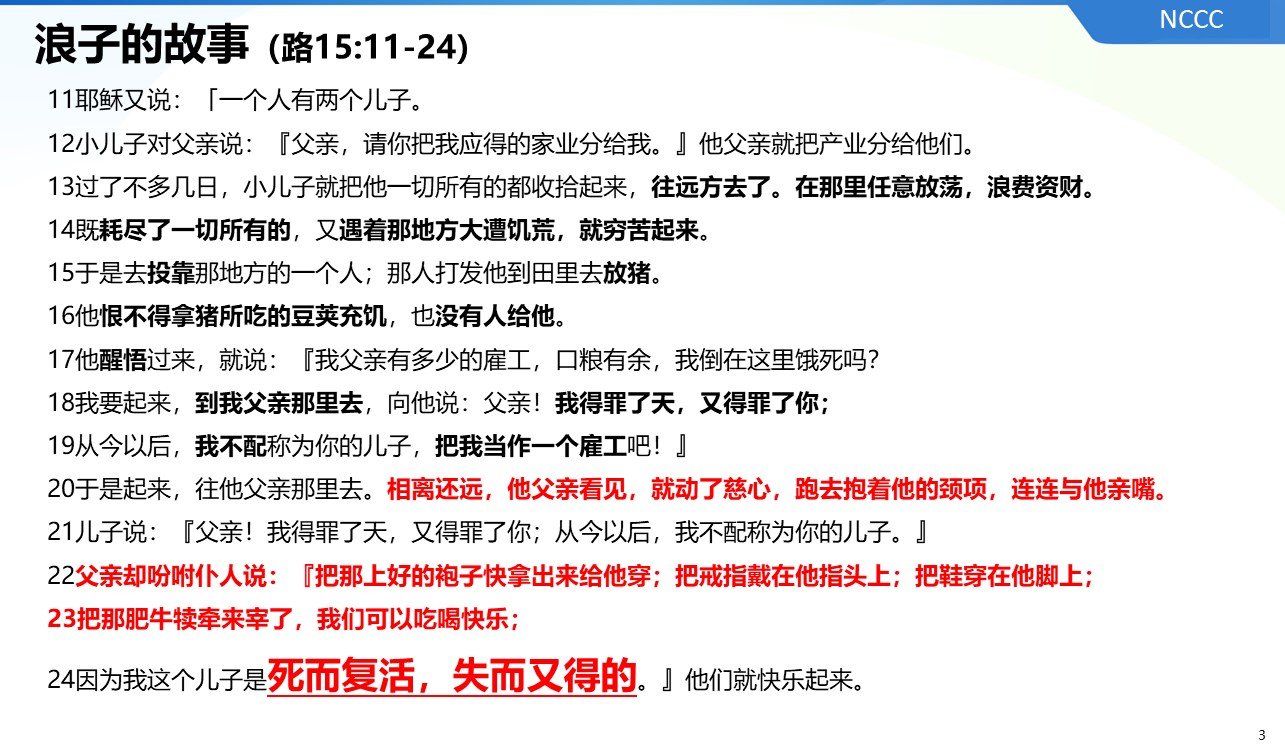 NCCC
浪子的故事 (路15:11-24)
11耶稣又说：「一个人有两个儿子。
12小儿子对父亲说：『父亲，请你把我应得的家业分给我。』他父亲就把产业分给他们。
13过了不多几日，小儿子就把他一切所有的都收拾起来，往远方去了。在那里任意放荡，浪费资财。
14既耗尽了一切所有的，又遇着那地方大遭饥荒，就穷苦起来。
15于是去投靠那地方的一个人；那人打发他到田里去放猪。
16他恨不得拿猪所吃的豆荚充饥，也没有人给他。
17他醒悟过来，就说：『我父亲有多少的雇工，口粮有余，我倒在这里饿死吗？
18我要起来，到我父亲那里去，向他说：父亲！我得罪了天，又得罪了你；
19从今以后，我不配称为你的儿子，把我当作一个雇工吧！』
20于是起来，往他父亲那里去。相离还远，他父亲看见，就动了慈心，跑去抱着他的颈项，连连与他亲嘴。
21儿子说：『父亲！我得罪了天，又得罪了你；从今以后，我不配称为你的儿子。』
22父亲却吩咐仆人说：『把那上好的袍子快拿出来给他穿；把戒指戴在他指头上；把鞋穿在他脚上；
23把那肥牛犊牵来宰了，我们可以吃喝快乐；
24因为我这个儿子是死而复活，失而又得的。』他们就快乐起来。
3